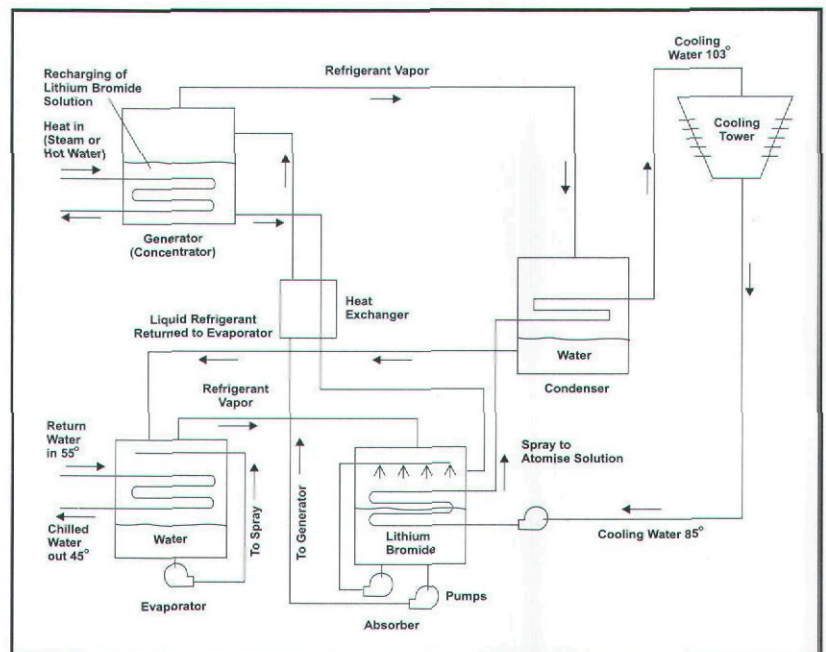 Cooling
Water 103°
Refrigerant Vapor
Recharging of
Lithium Bromide
Solution
Heat in
(Steam or
Hot Water)
Cooling
Tower
Generator
(Concentrator)
Heat
Exchanger
Liquid Refrigerant
Returned to Evaporator
Water
Condenser
Refrigerant
Vapor
Return
Water
in 55°
Spray to
Atomise Solution
To Spray
To Generator
Chilled
Water
out 45°
Water
Lithium
Bromide
Cooling Water 85°
Evaporator
Pumps
Absorber